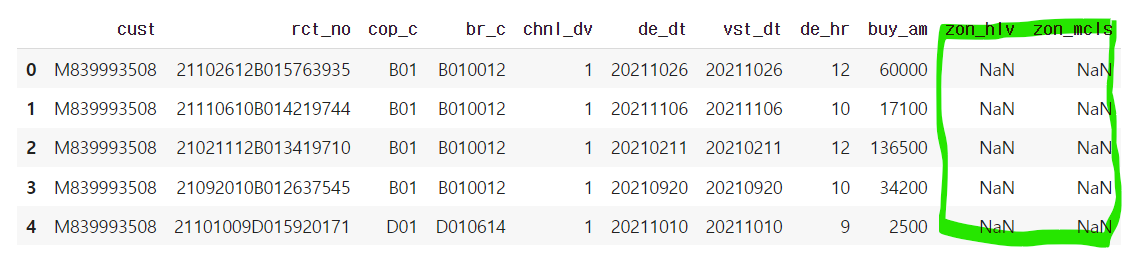 cust rct_no cop_c br_c chnl_dv de_dt vst_dt de_hr buy_am zon_hlv zon_mcls
0 M839993508 21102612B015763935 B01 B010012 1 20211026 20211026 12 60000 NaN NaN
1 M839993508 21110610B014219744 B01 B010012 1 20211106 20211106 10 17100 NaN NaN
2 M839993508 21021112B013419710 B01 B010012 1 20210211 20210211 12 136500 NaN NaN
3 M839993508 21092010B012637545 B01 B010012 1 20210920 20210920 10 34200 NaN NaN
4 M839993508 21101009D015920171 D01 D010614 1 20211010 20211010 9 2500 NaN NaN